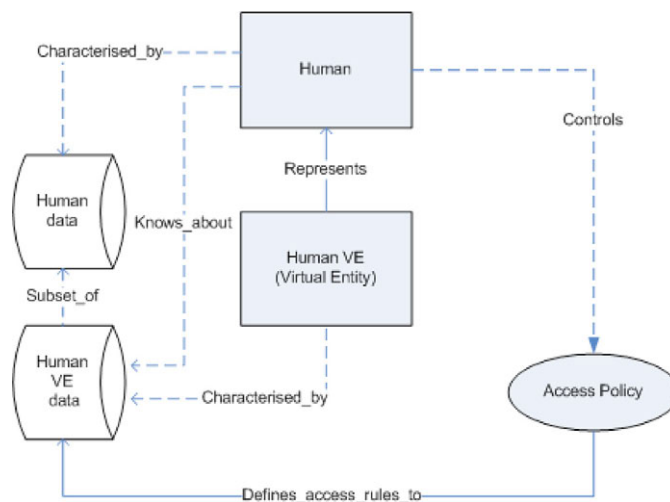 Characterised_by
Human
Controls
Represents
Human
data
Knows_about
Human VE
(Virtual Entity)
Subset_of
Human
VE
data
Characterised_by
Access Policy
Defines_access_rules_to